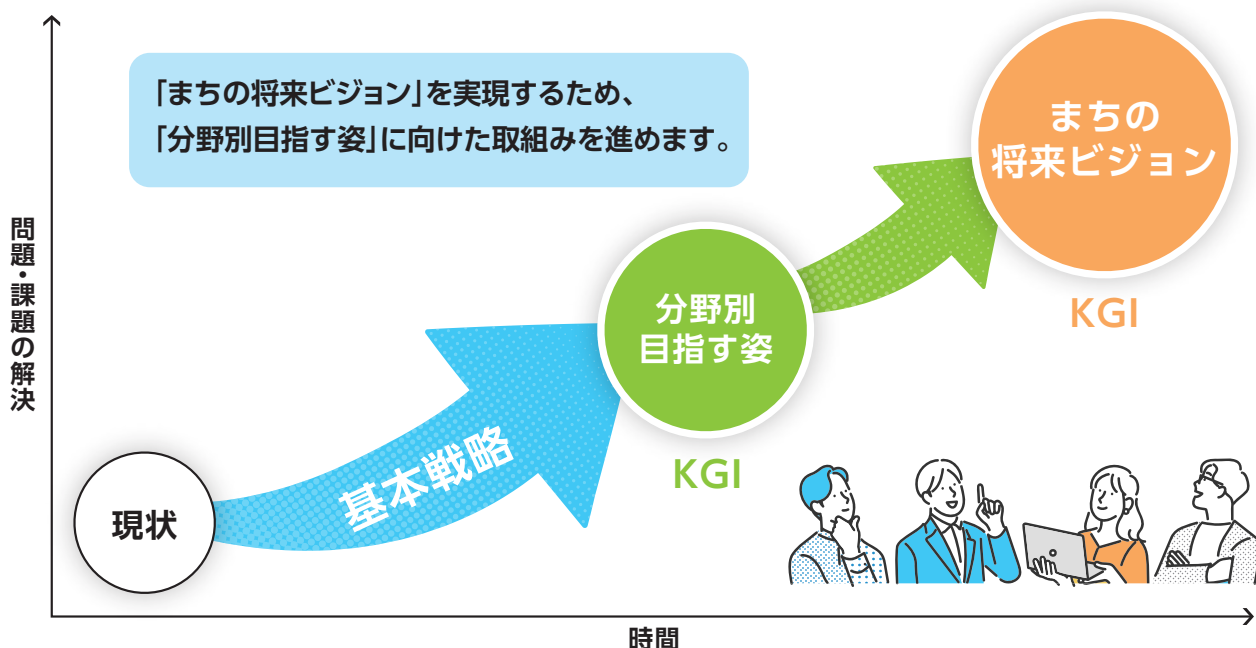 「まちの将来ビジョン」を実現するため、
「分野別目指す姿」に向けた取組みを進めます。
まちの
将来ビジョン
KGI
分野別
目指す姿
KGI
基本戦略
現状
問題・課題の解決
時間